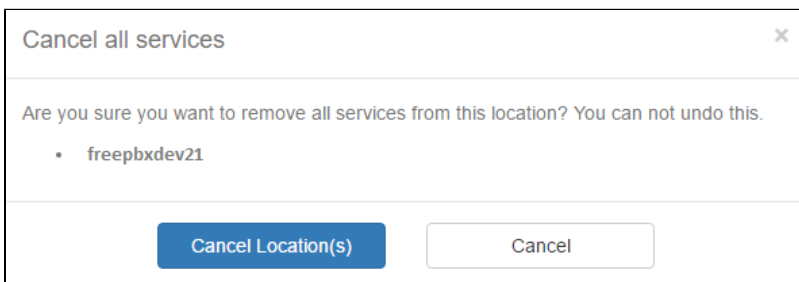 Cancel all services ×
Are you sure you want to remove all services from this location? You can not undo this.
• freepbxdev21
Cancel Location(s) Cancel